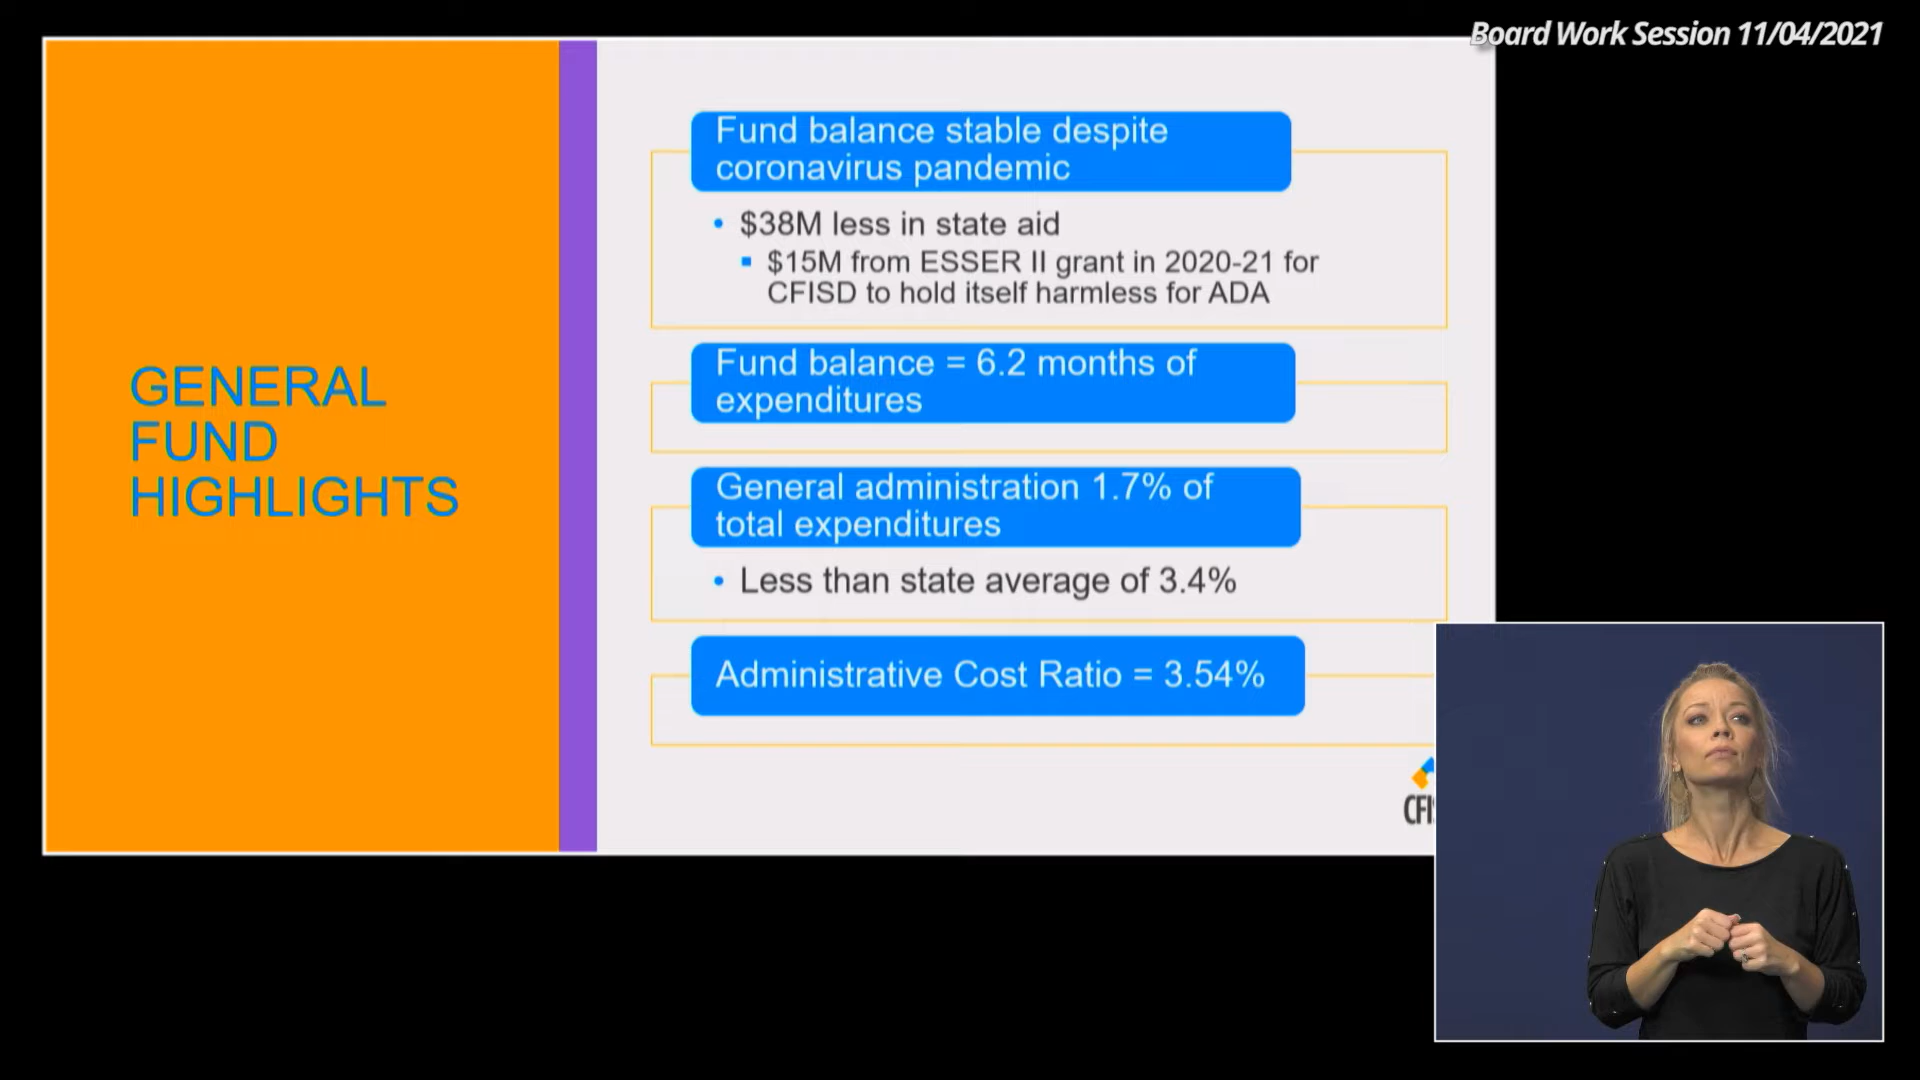 Board Work Session 11/04/2021
GENERAL
FUND
HIGHLIGHTS
Fund balance stable despite
coronavirus pandemic
• $38M less in state aid
▪ $15M from ESSER II grant in 2020-21 for
CFISD to hold itself harmless for ADA
Fund balance = 6.2 months of
expenditures
General administration 1.7% of
total expenditures
• Less than state average of 3.4%
Administrative Cost Ratio = 3.54%